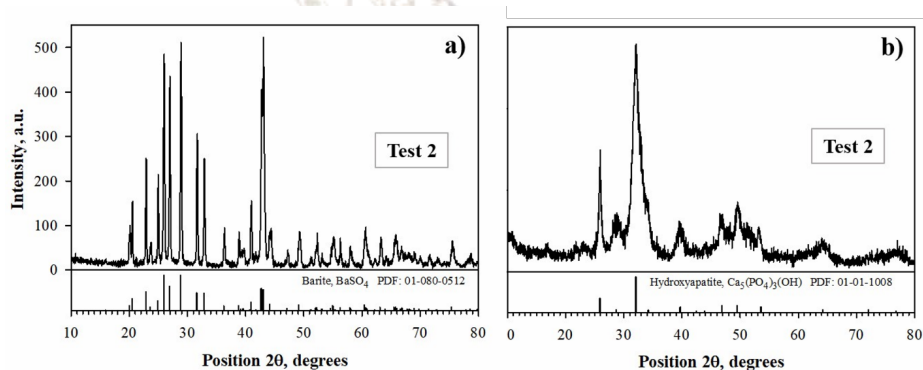 a)
500
400
300
200
100
0
Intensity, a.u.
Test 2
Barite, BaSO4 PDF: 01-080-0512
10 20 30 40 50 60 70 80
Position 2θ, degrees
b)
Test 2
Hydroxyapatite, Ca5(PO4)3(OH) PDF: 01-01-1008
0 20 30 40 50 60 70 80
Position 2θ, degrees